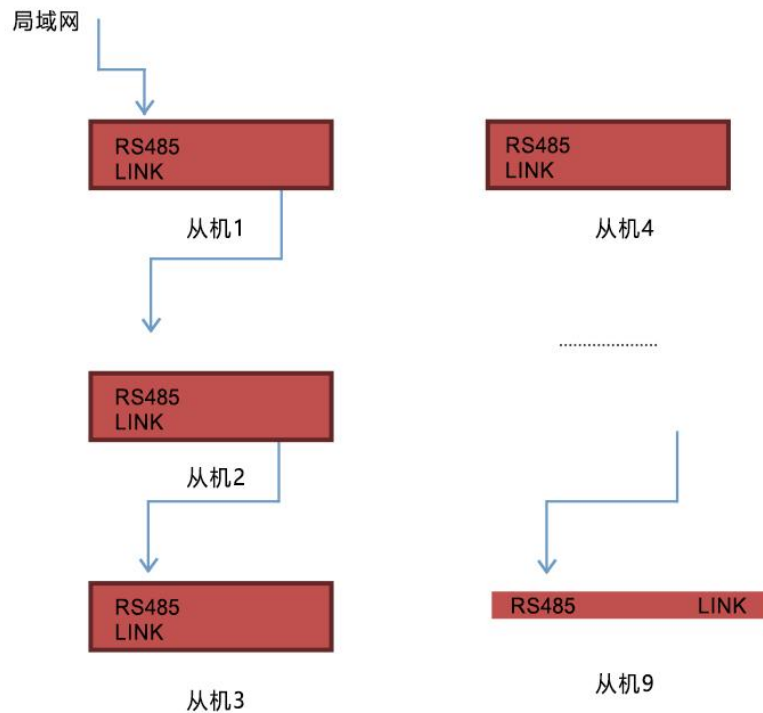 局域网
RS485
LINK
从机1
RS485
LINK
从机2
RS485
LINK
从机3
RS485
LINK
从机4
.....................
RS485 LINK
从机9